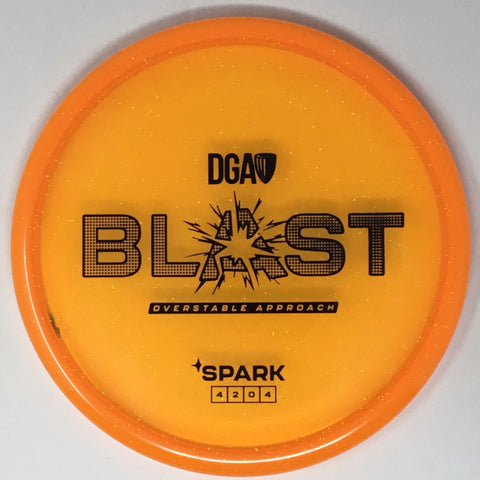 DGA
BLAST
OVERSTABLE APPROACH
SPARK
4 2 0 4